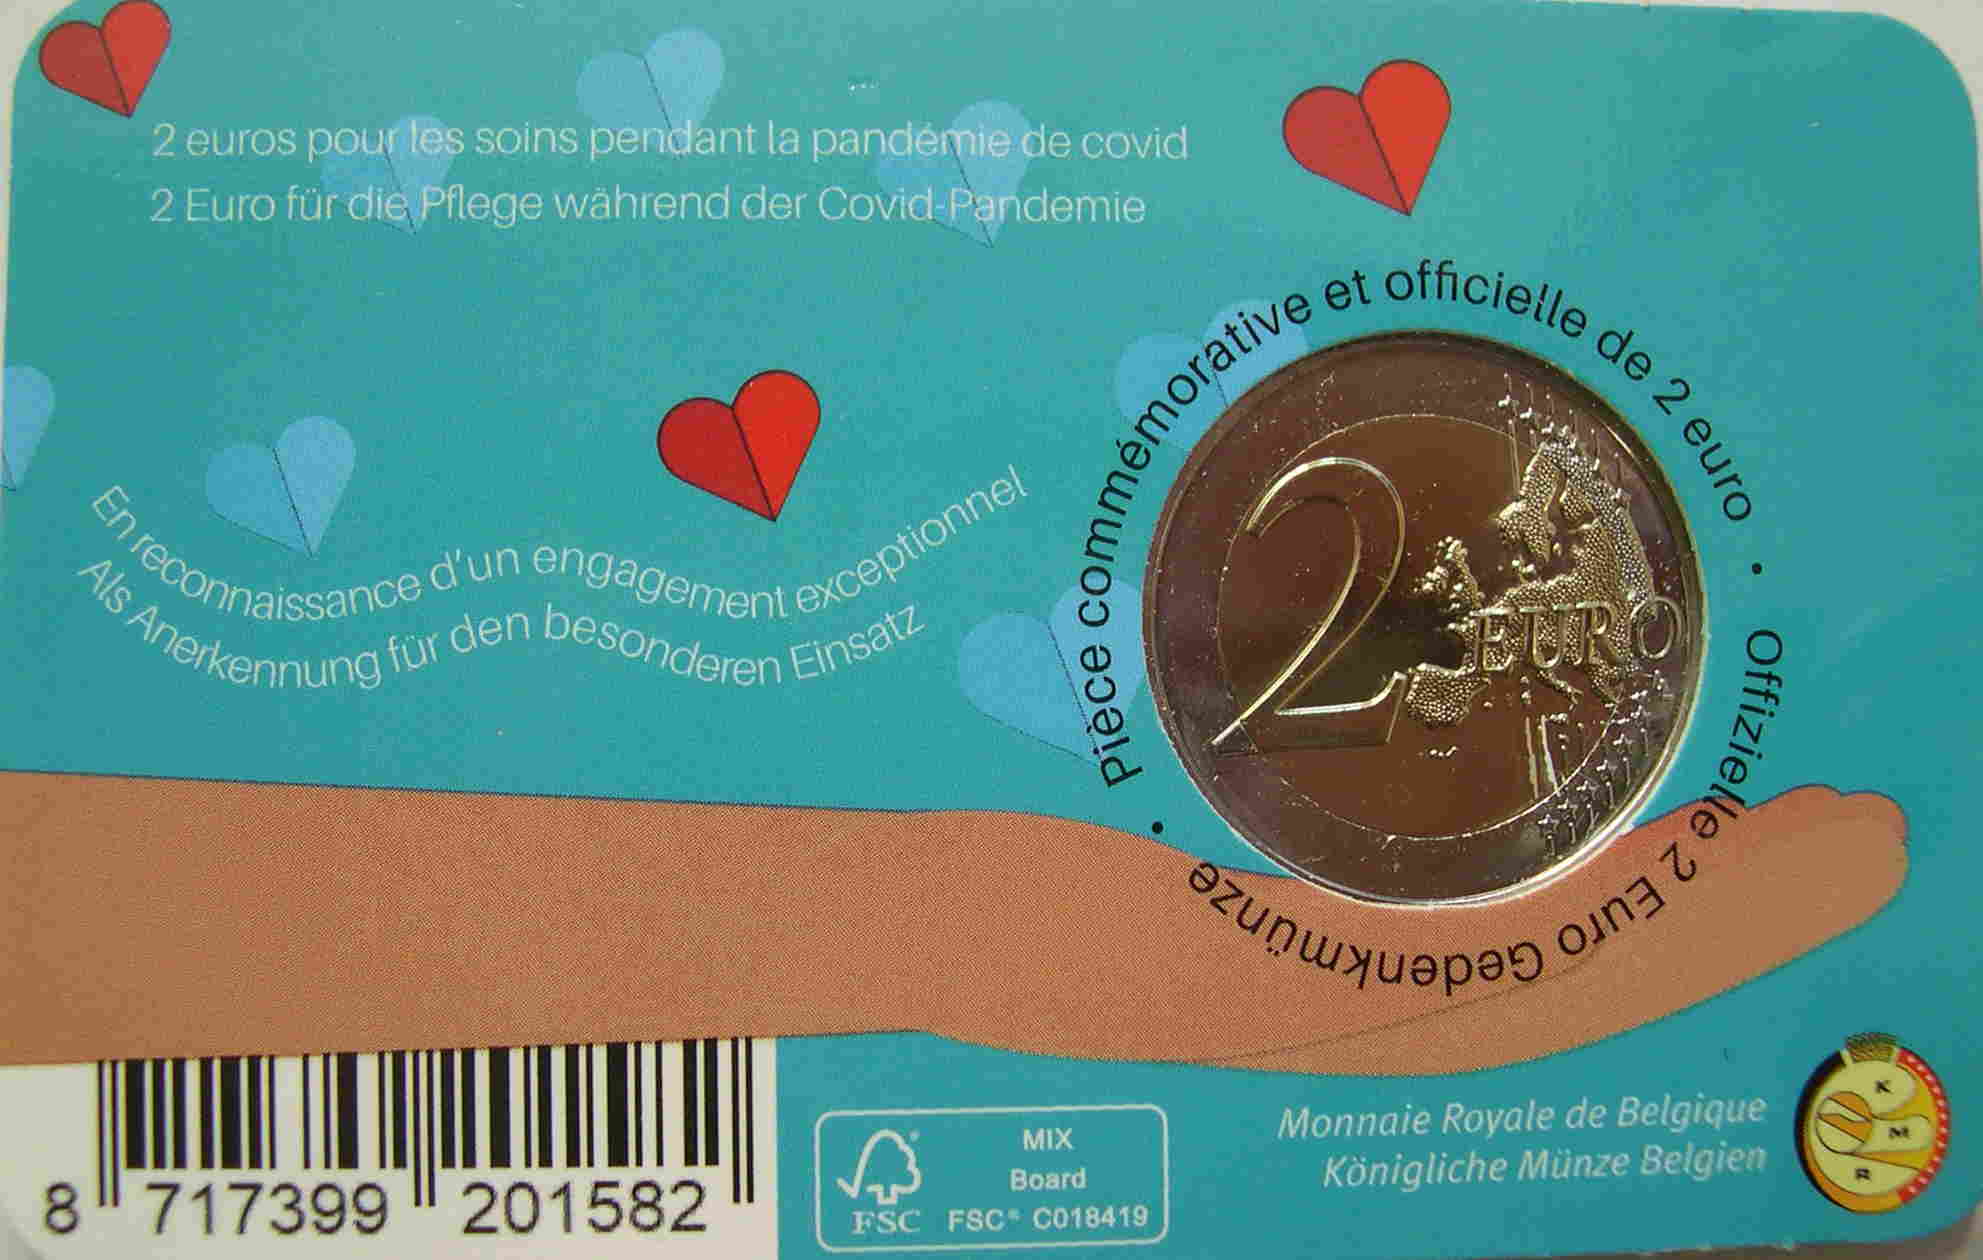 2 euros pour les soins pendant la pandémie de covid
2 Euro für die Pflege während der Covid-Pandemie
En reconnaissance d'un engagement exceptionnel
Als Anerkennung für den besonderen Einsatz
Pièce commémorative et officielle de 2 euro •
Offizielle 2 Euro Gedenkmünze •
2 EURO
8 717399 201582
MIX
Board
FSC
FSC® C018419
Monnaie Royale de Belgique
Königliche Münze Belgien
K
M
R